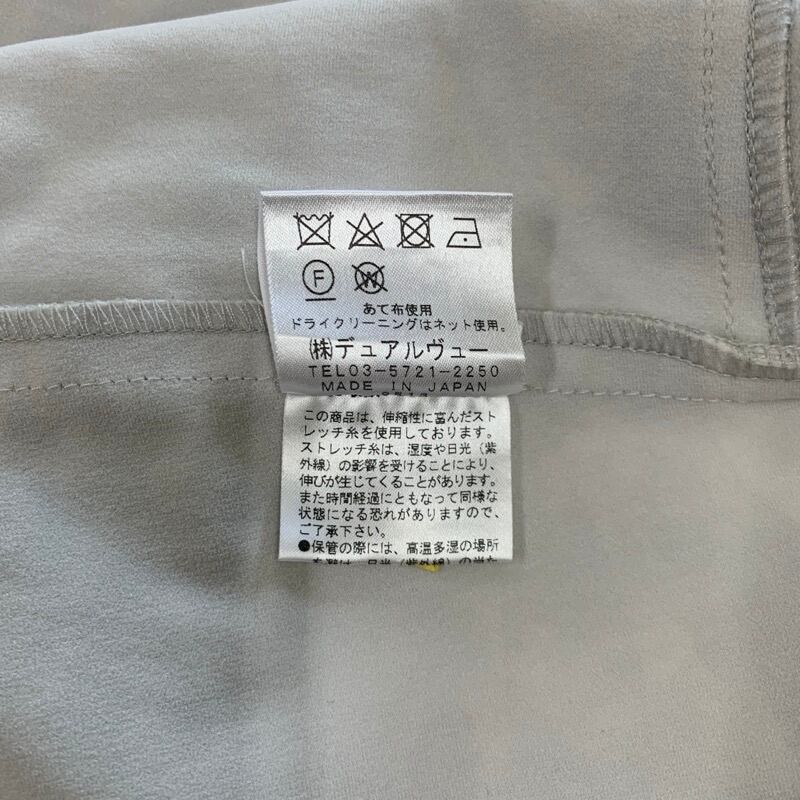 F W
あて布使用
ドライクリーニングはネット使用。
㈱デュアルヴュー
TEL03-5721-2250
MADE IN JAPAN
この商品は、伸縮性に富んだスト
レッチ糸を使用しております。
ストレッチ糸は、湿度や日光（紫
外線）の影響を受けることにより、
伸びが生じてくることがあります。
また時間経過にともなって同様な
状態になる恐れがありますので、
ご了承下さい。
●保管の際には、高温多湿の場所